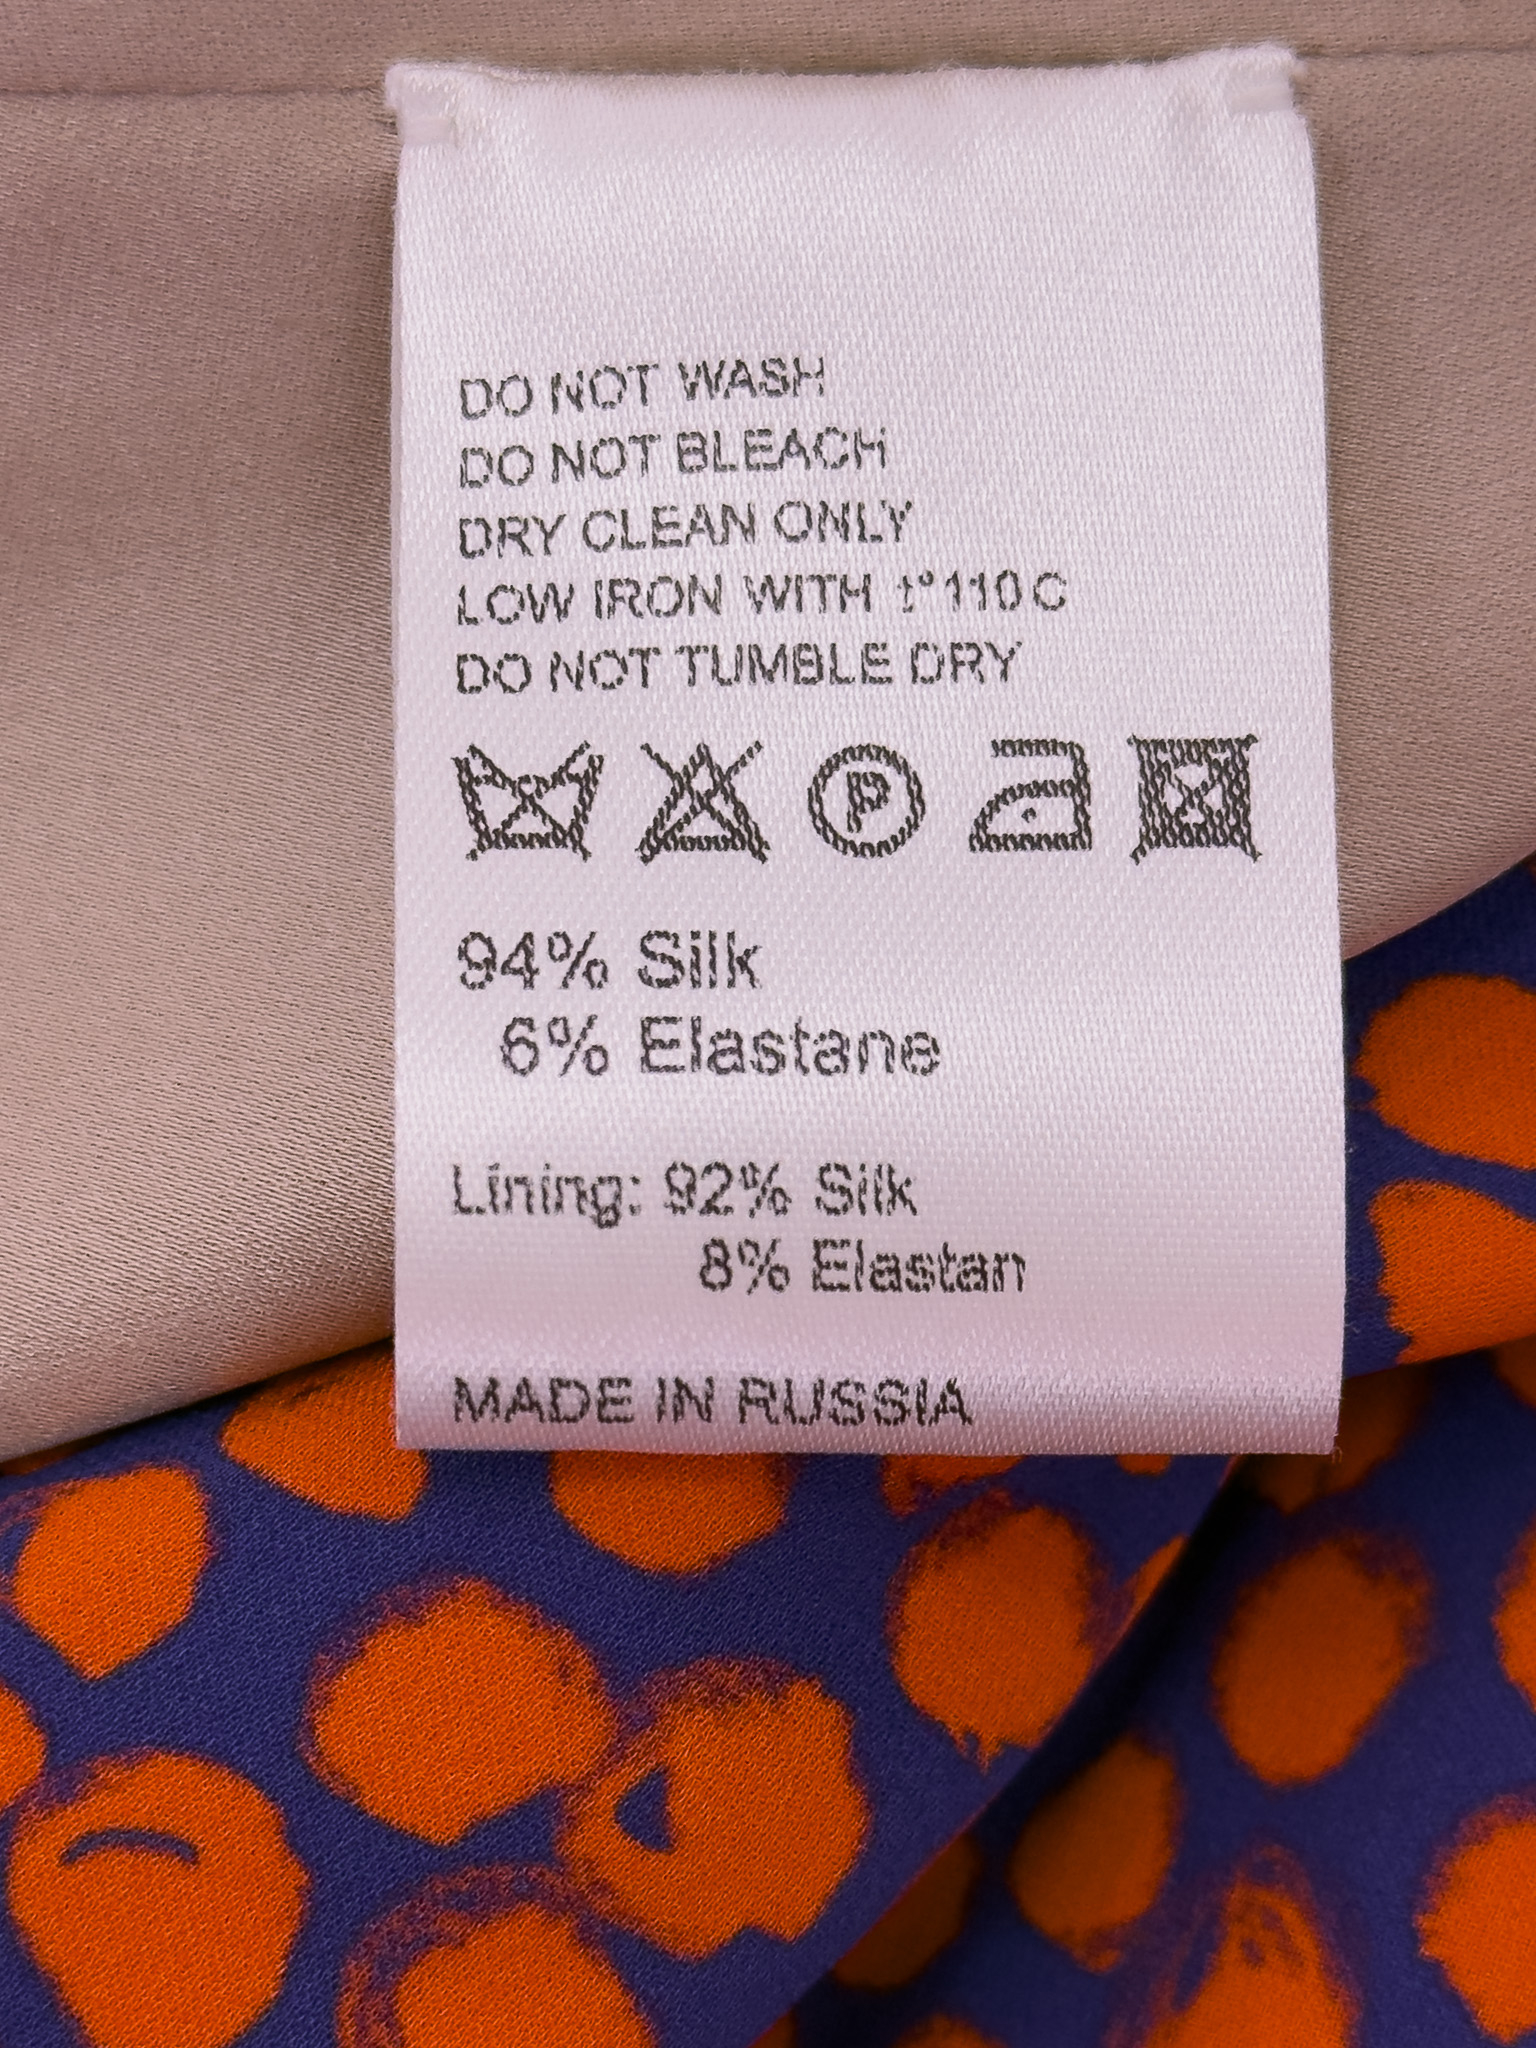 DO NOT WASH
DO NOT BLEACH
DRY CLEAN ONLY
LOW IRON WITH t°110 C
DO NOT TUMBLE DRY
P
94% Silk
6% Elastane
Lining: 92% Silk
8% Elastan
MADE IN RUSSIA